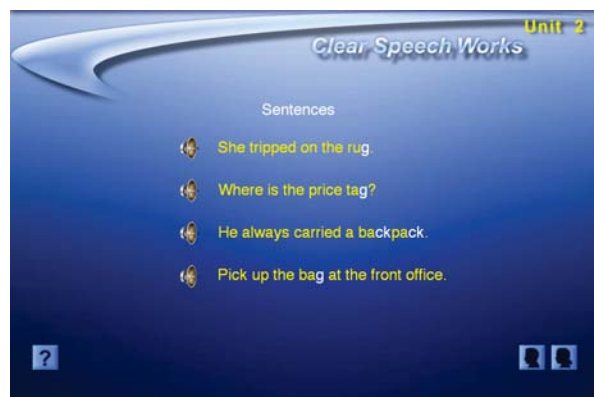 Unit 2
Clear Speech Works
Sentences
She tripped on the rug.
Where is the price tag?
He always carried a backpack.
Pick up the bag at the front office.
?